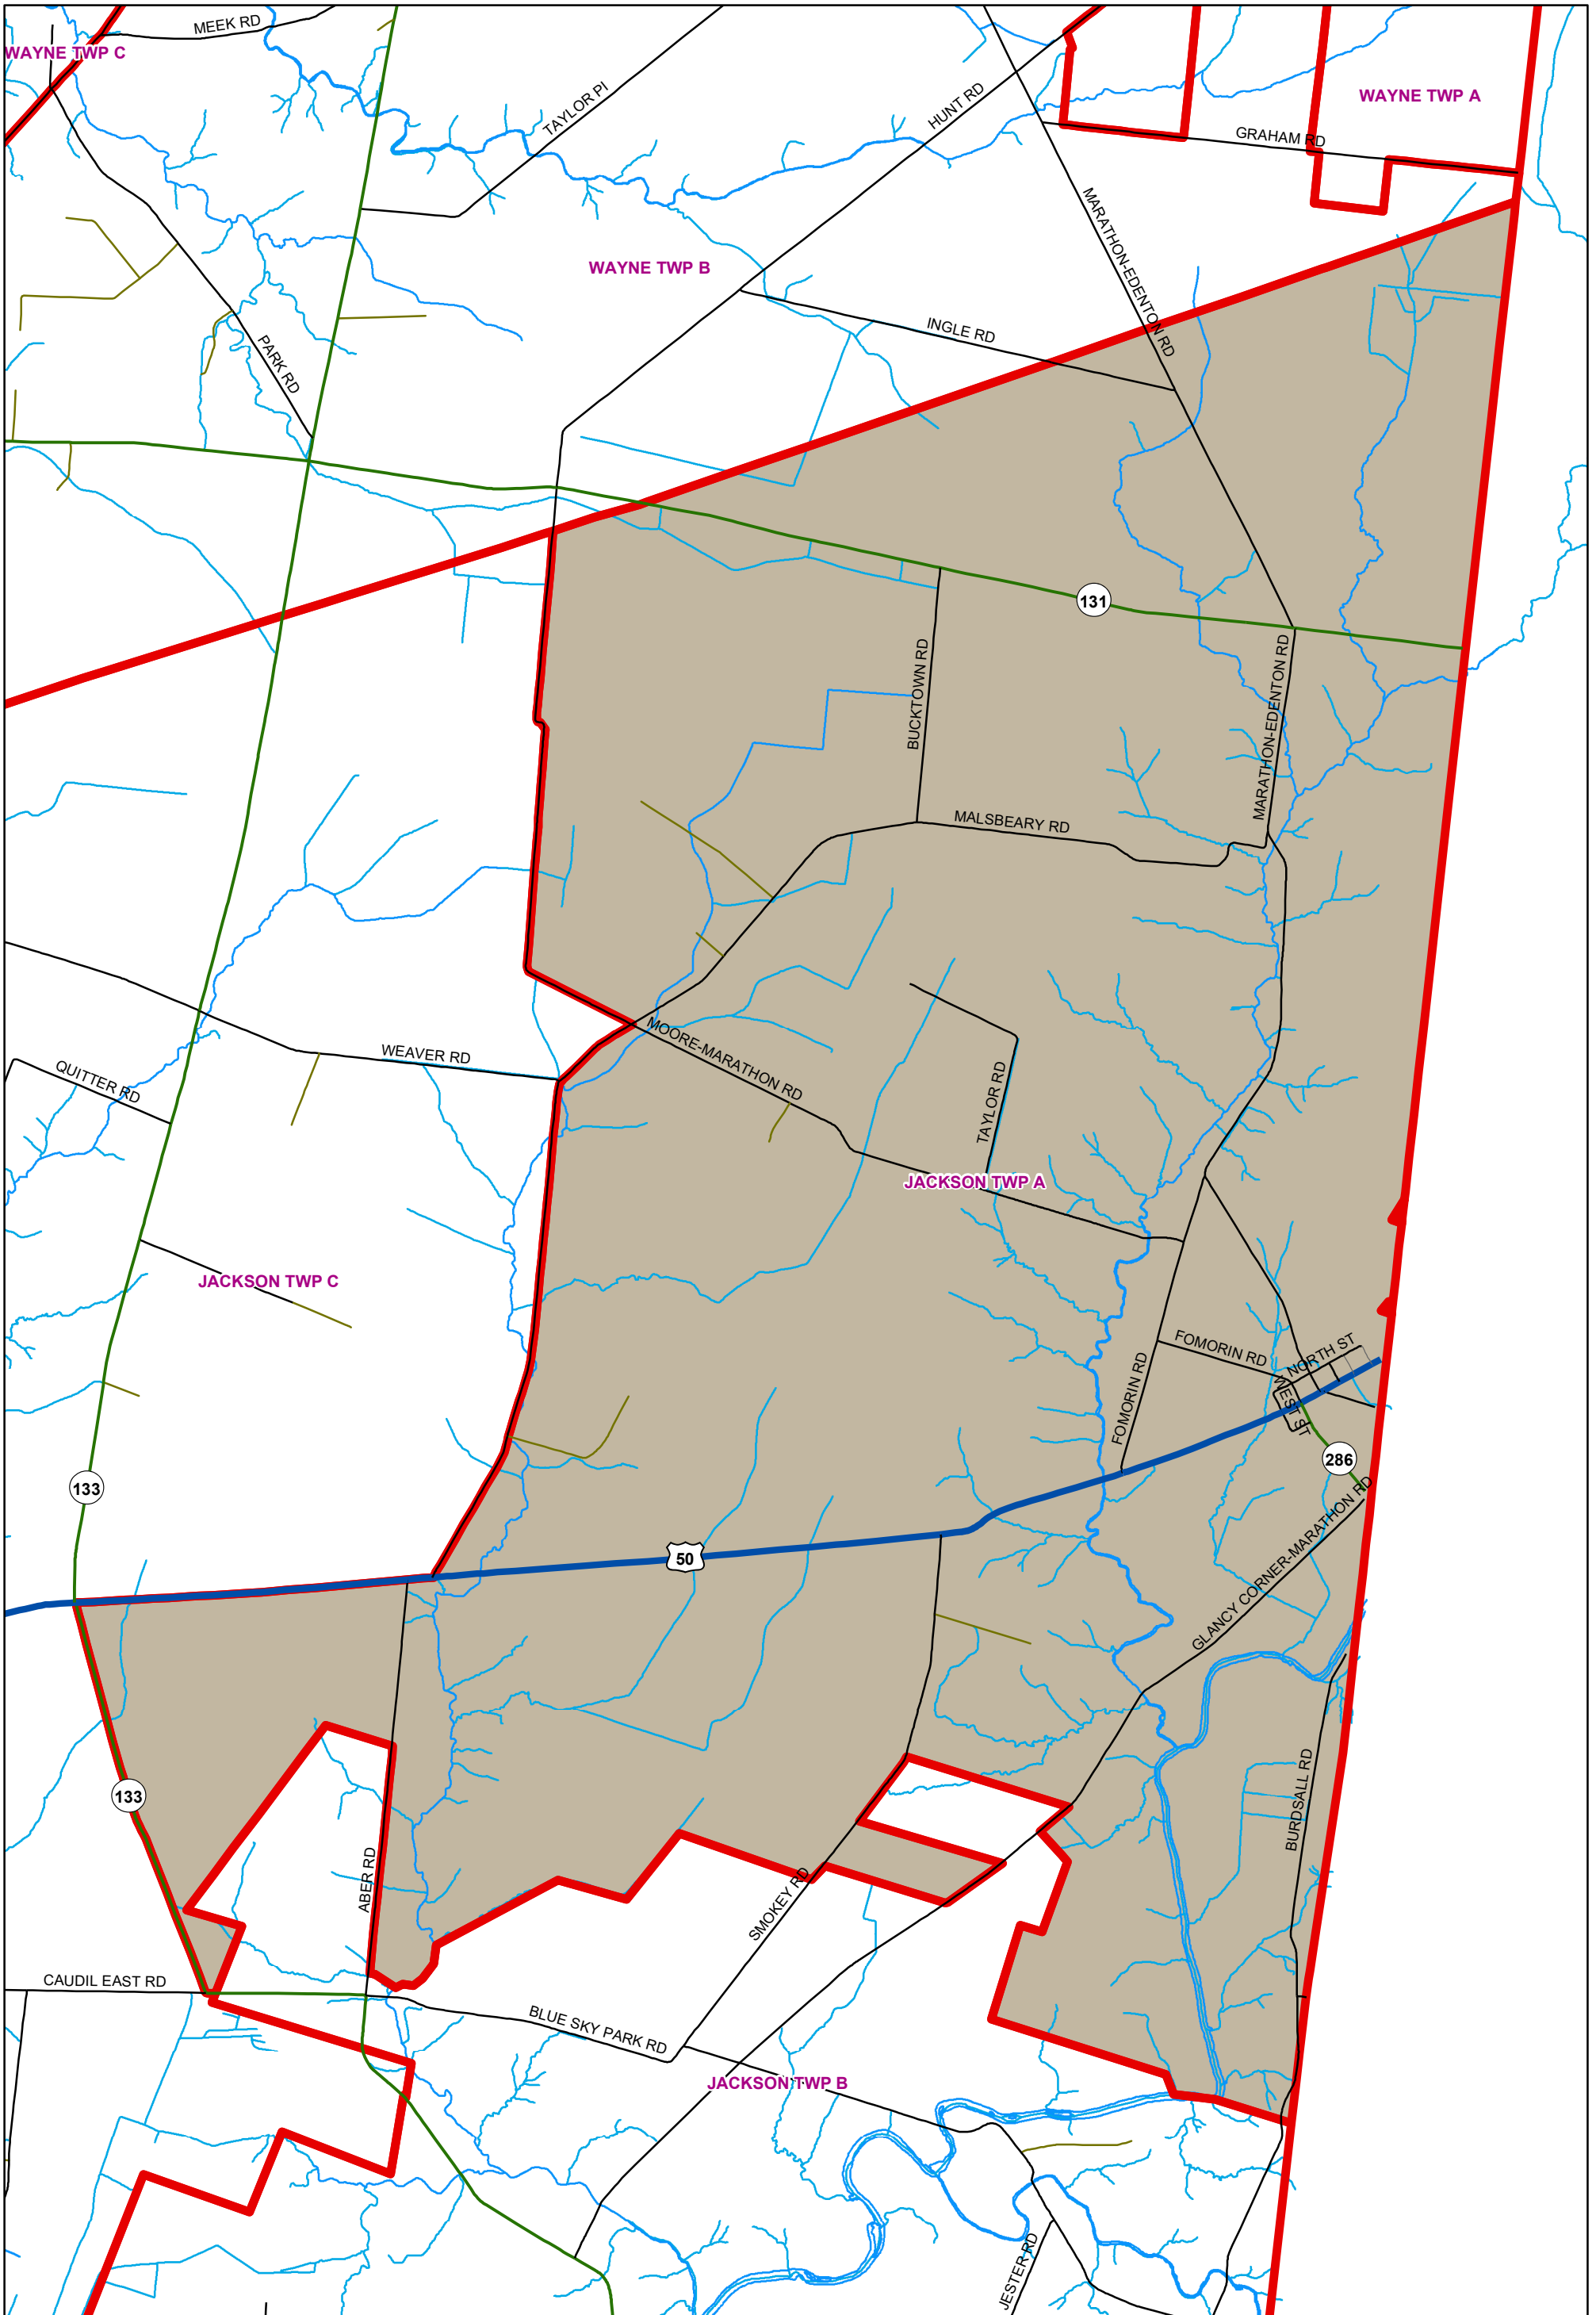 MEEK RD
WAYNE TWP C
TAYLOR PI
HUNT RD
WAYNE TWP A
GRAHAM RD
MARATHON-EDENTON RD
WAYNE TWP B
INGLE RD
PARK RD
131
BUCKTOWN RD
MARATHON-EDENTON RD
MALSBEARY RD
MOORE-MARATHON RD
WEAVER RD
QUITTER RD
TAYLOR RD
JACKSON TWP A
JACKSON TWP C
FOMORIN RD
NORTH ST
WEST ST
FOMORIN RD
286
133
GLANCY CORNER-MARATHON RD
50
133
BURDSALL RD
ABER RD
SMOKEY RD
CAUDIL EAST RD
BLUE SKY PARK RD
JACKSON TWP B
JESTER RD